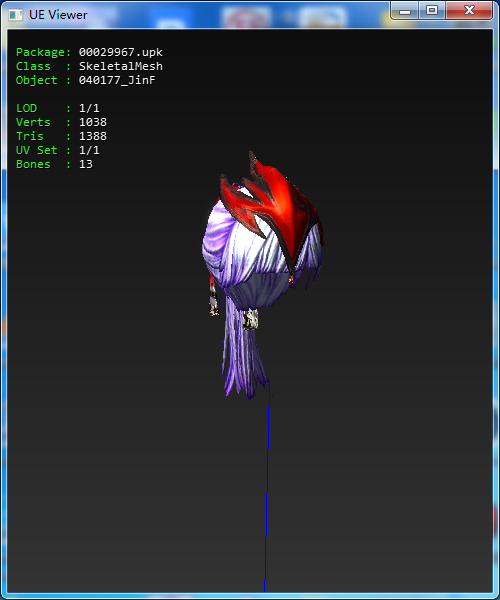 UE Viewer
Package: 00029967.upk
Class : SkeletalMesh
Object : 040177_JinF
LOD : 1/1
Verts : 1038
Tris : 1388
UV Set : 1/1
Bones : 13